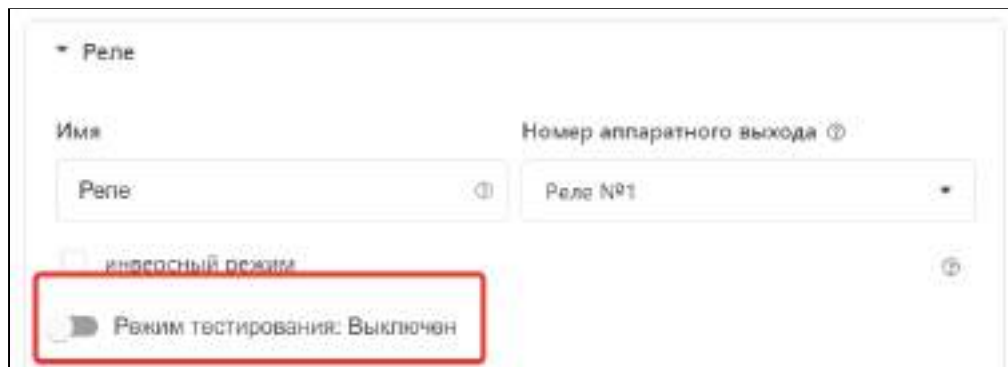 Реле
Имя
Номер аппаратного выхода
Реле
Реле №1
инверсный режим
Режим тестирования: Выключен